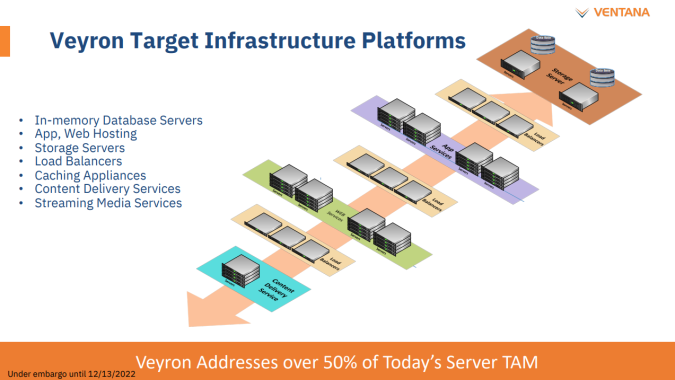 VENTANA
Veyron Target Infrastructure Platforms
• In-memory Database Servers
• App, Web Hosting
• Storage Servers
• Load Balancers
• Caching Appliances
• Content Delivery Services
• Streaming Media Services
Storage
Server
Load
Balancers
App
Services
Load
Balancers
WEB
Services
Load
Balancers
Content
Delivery
Service
Veyron Addresses over 50% of Today's Server TAM
Under embargo until 12/13/2022